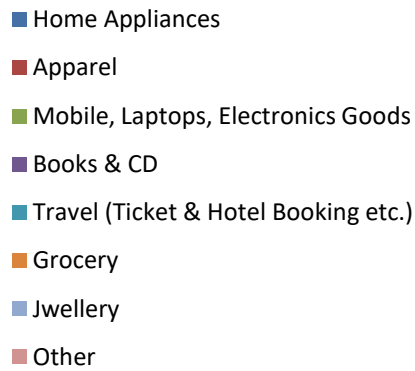 Home Appliances
Apparel
Mobile, Laptops, Electronics Goods
Books & CD
Travel (Ticket & Hotel Booking etc.)
Grocery
Jwellery
Other